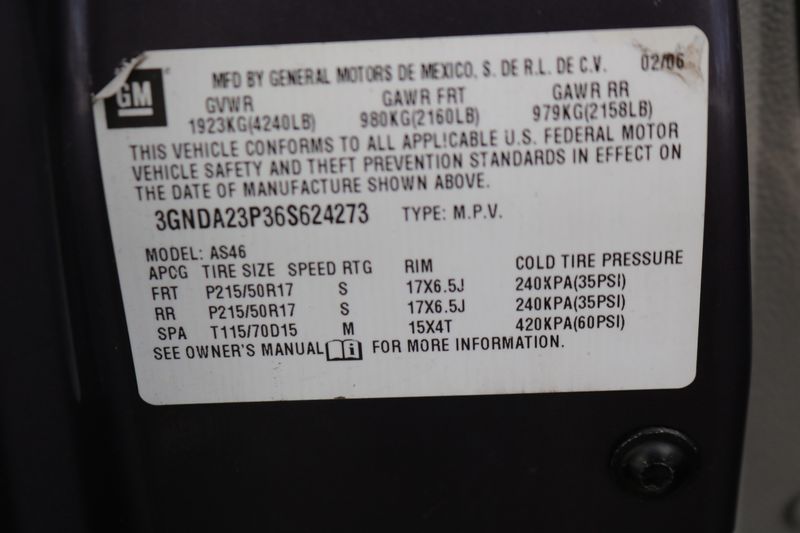 GM
MFD BY GENERAL MOTORS DE MEXICO, S. DE R.L. DE C.V. 02/06
GVWR GAWR FRT GAWR RR
1923KG(4240LB) 980KG(2160LB) 979KG(2158LB)
THIS VEHICLE CONFORMS TO ALL APPLICABLE U.S. FEDERAL MOTOR
VEHICLE SAFETY AND THEFT PREVENTION STANDARDS IN EFFECT ON
THE DATE OF MANUFACTURE SHOWN ABOVE.
3GNDA23P36S624273 TYPE: M.P.V.
MODEL: AS46
APCG TIRE SIZE SPEED RTG RIM COLD TIRE PRESSURE
FRT P215/50R17 S 17X6.5J 240KPA(35PSI)
RR P215/50R17 S 17X6.5J 240KPA(35PSI)
SPA T115/70D15 M 15X4T 420KPA(60PSI)
SEE OWNER'S MANUAL i FOR MORE INFORMATION.